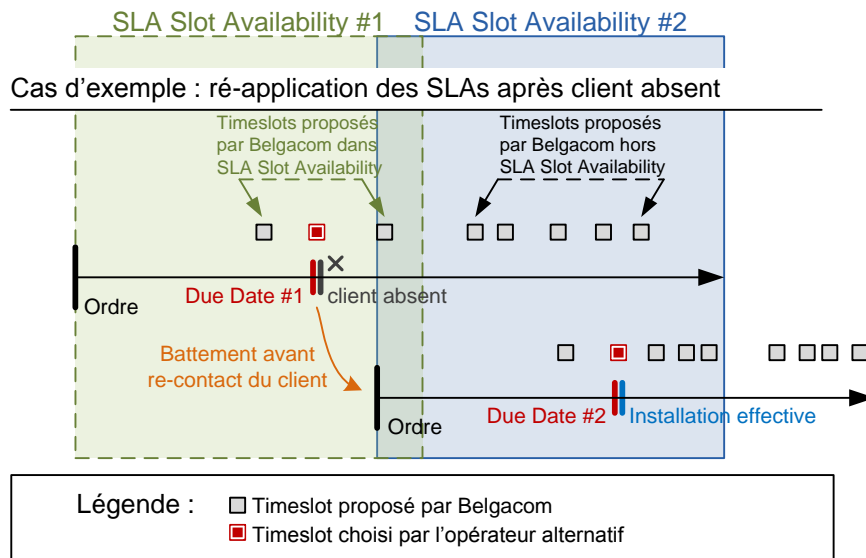 SLA Slot Availability #1
SLA Slot Availability #2
Cas d'exemple : ré-application des SLAs après client absent
Timeslots proposés
par Belgacom dans
SLA Slot Availability
Timeslots proposés
par Belgacom hors
SLA Slot Availability
Ordre
Due Date #1
client absent
Battement avant
re-contact du client
Ordre
Due Date #2
Installation effective
Légende :
Timeslot proposé par Belgacom
Timeslot choisi par l'opérateur alternatif